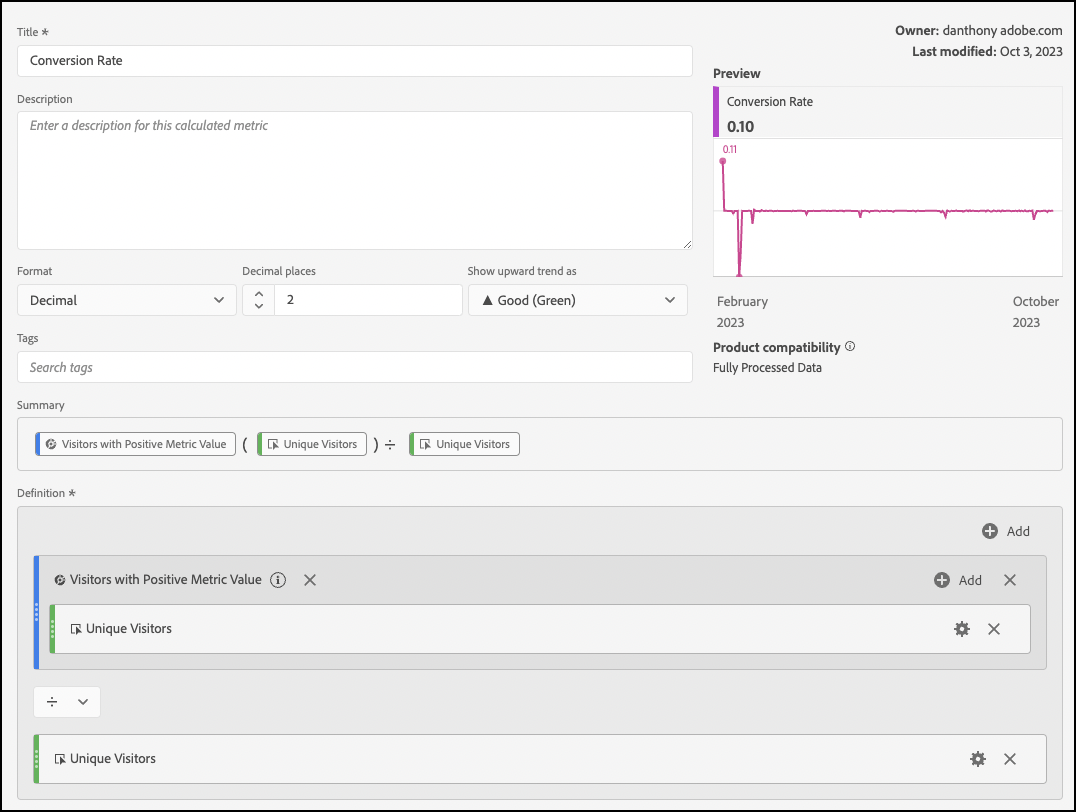 Title *
Conversion Rate
Description
Enter a description for this calculated metric
Format
Decimal
Decimal places
2
Show upward trend as
▲ Good (Green)
Tags
Search tags
Owner: danthony adobe.com
Last modified: Oct 3, 2023
Preview
Conversion Rate
0.10
0.11
February
2023
October
2023
Product compatibility
Fully Processed Data
Summary
Visitors with Positive Metric Value ( Unique Visitors ) ÷ Unique Visitors
Definition *
Add
Visitors with Positive Metric Value
Add
Unique Visitors
÷
Unique Visitors